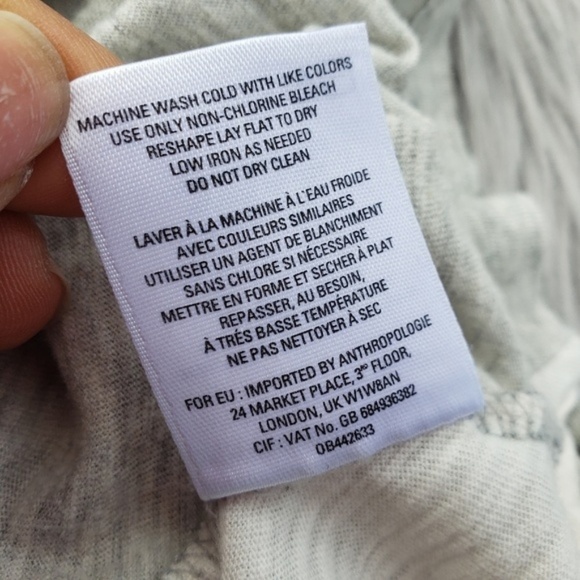 MACHINE WASH COLD WITH LIKE COLORS
USE ONLY NON-CHLORINE BLEACH
RESHAPE LAY FLAT TO DRY
LOW IRON AS NEEDED
DO NOT DRY CLEAN
LAVER À LA MACHINE À L'EAU FROIDE
AVEC COULEURS SIMILAIRES
UTILISER UN AGENT DE BLANCHIMENT
SANS CHLORE SI NÉCESSAIRE
METTRE EN FORME ET SECHER À PLAT
REPASSER, AU BESOIN,
À TRÉS BASSE TEMPÉRATURE
NE PAS NETTOYER À SEC
FOR EU : IMPORTED BY ANTHROPOLOGIE
24 MARKET PLACE, 3RD FLOOR,
LONDON, UK W1W8AN
CIF : VAT No. GB 684936382
OB442633